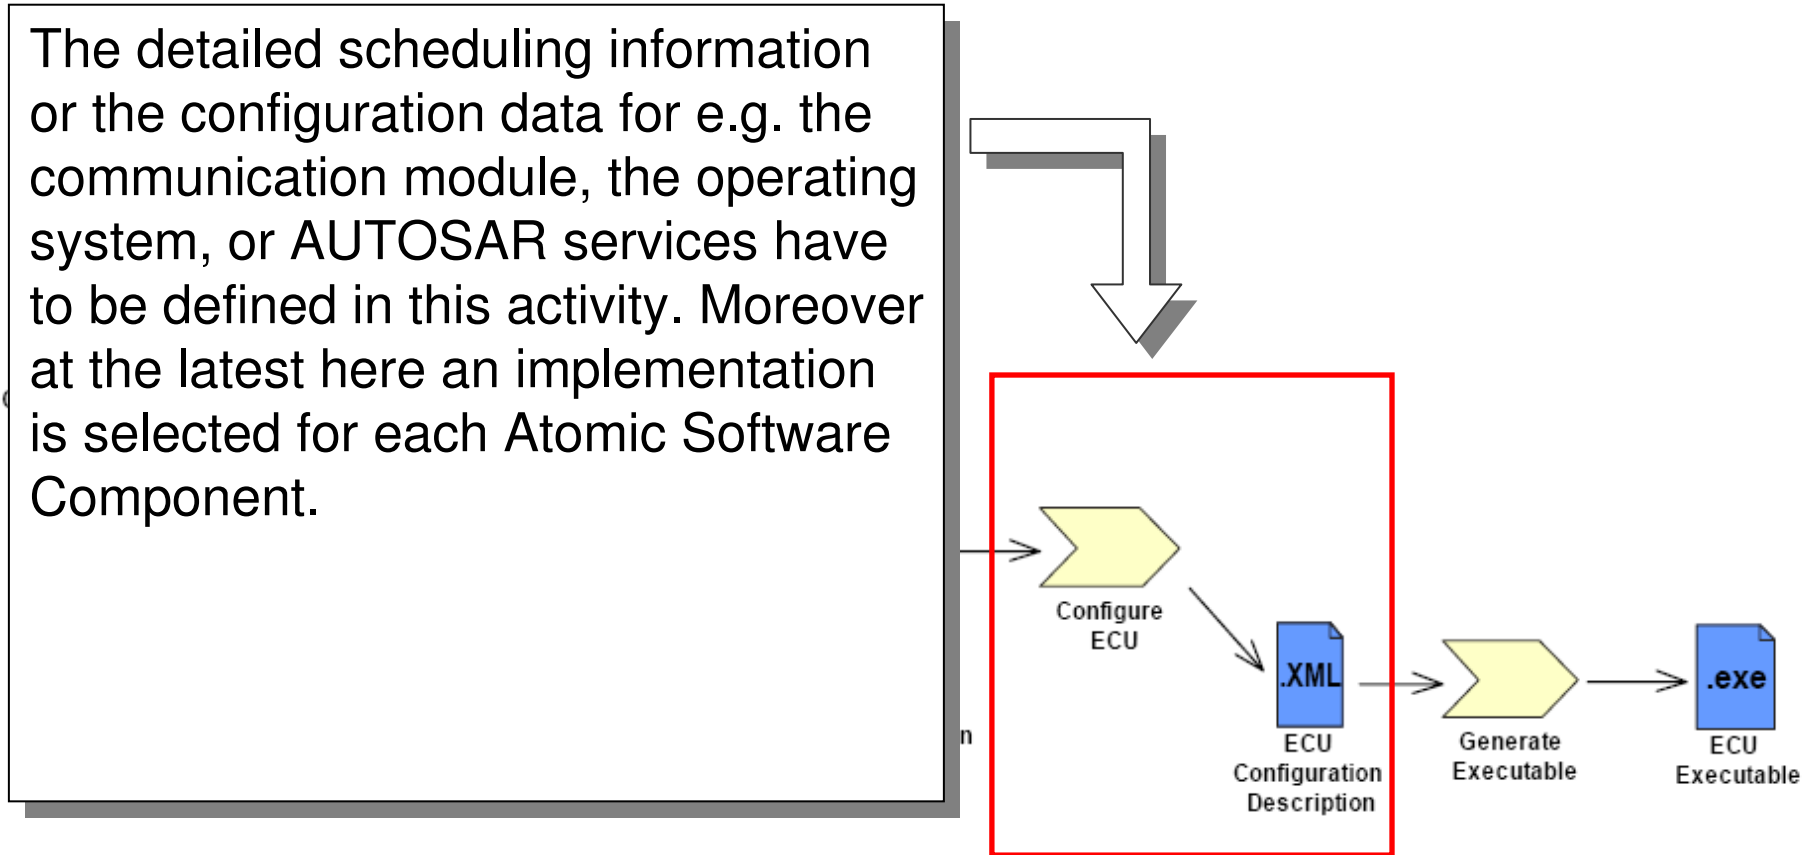 The detailed scheduling information
or the configuration data for e.g. the
communication module, the operating
system, or AUTOSAR services have
to be defined in this activity. Moreover
at the latest here an implementation
is selected for each Atomic Software
Component.
Configure
ECU
.XML
ECU
Configuration
Description
Generate
Executable
.exe
ECU
Executable